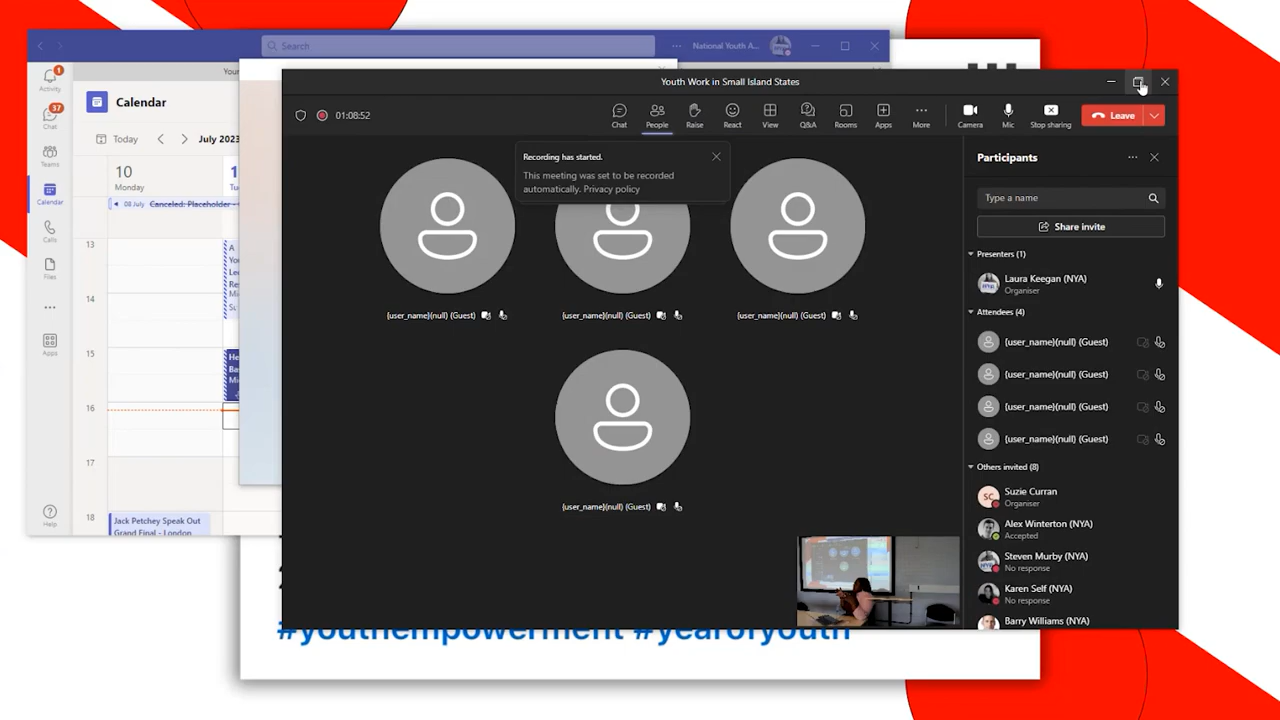 Search
National Youth A...
Activity
1
Chat
37
Teams
Calendar
Calls
Files
Apps
Help
Calendar
Today
July 2023
10
Monday
08 July Canceled: Placeholder -
13
14
15
16
17
18
Jack Petchey Speak Out
Grand Final - London
Youth Work in Small Island States
01:08:52
Chat
People
Raise
React
View
Q&A
Rooms
Apps
More
Camera
Mic
Stop sharing
Leave
Recording has started.
This meeting was set to be recorded
automatically. Privacy policy
{user_name}(null) (Guest)
{user_name}(null) (Guest)
{user_name}(null) (Guest)
{user_name}(null) (Guest)
Participants
Type a name
Share invite
Presenters (1)
Laura Keegan (NYA)
Organiser
Attendees (4)
{user_name}(null) (Guest)
{user_name}(null) (Guest)
{user_name}(null) (Guest)
{user_name}(null) (Guest)
Others invited (8)
SC
Suzie Curran
Organiser
Alex Winterton (NYA)
Accepted
Steven Murby (NYA)
No response
Karen Self (NYA)
No response
Barry Williams (NYA)
#youthempowerment #yearofyouth